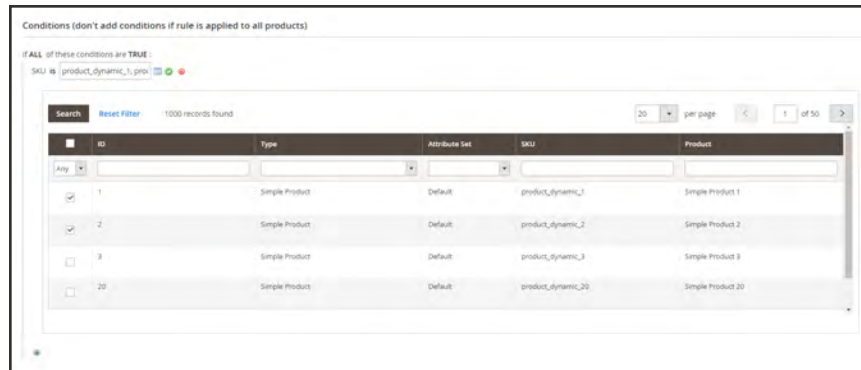 Conditions (don't add conditions if rule is applied to all products)
If ALL of these conditions are TRUE :
SKU is product_dynamic_1, prod
Search Reset Filter 1000 records found 20 per page 1 of 50
ID Type Attribute Set SKU Product
Any
1 Simple Product Default product_dynamic_1 Simple Product 1
2 Simple Product Default product_dynamic_2 Simple Product 2
3 Simple Product Default product_dynamic_3 Simple Product 3
20 Simple Product Default product_dynamic_20 Simple Product 20